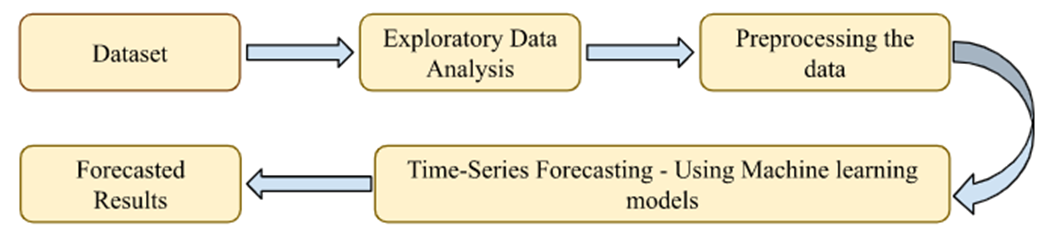 Dataset
Exploratory Data
Analysis
Preprocessing the
data
Time-Series Forecasting - Using Machine learning
models
Forecasted
Results